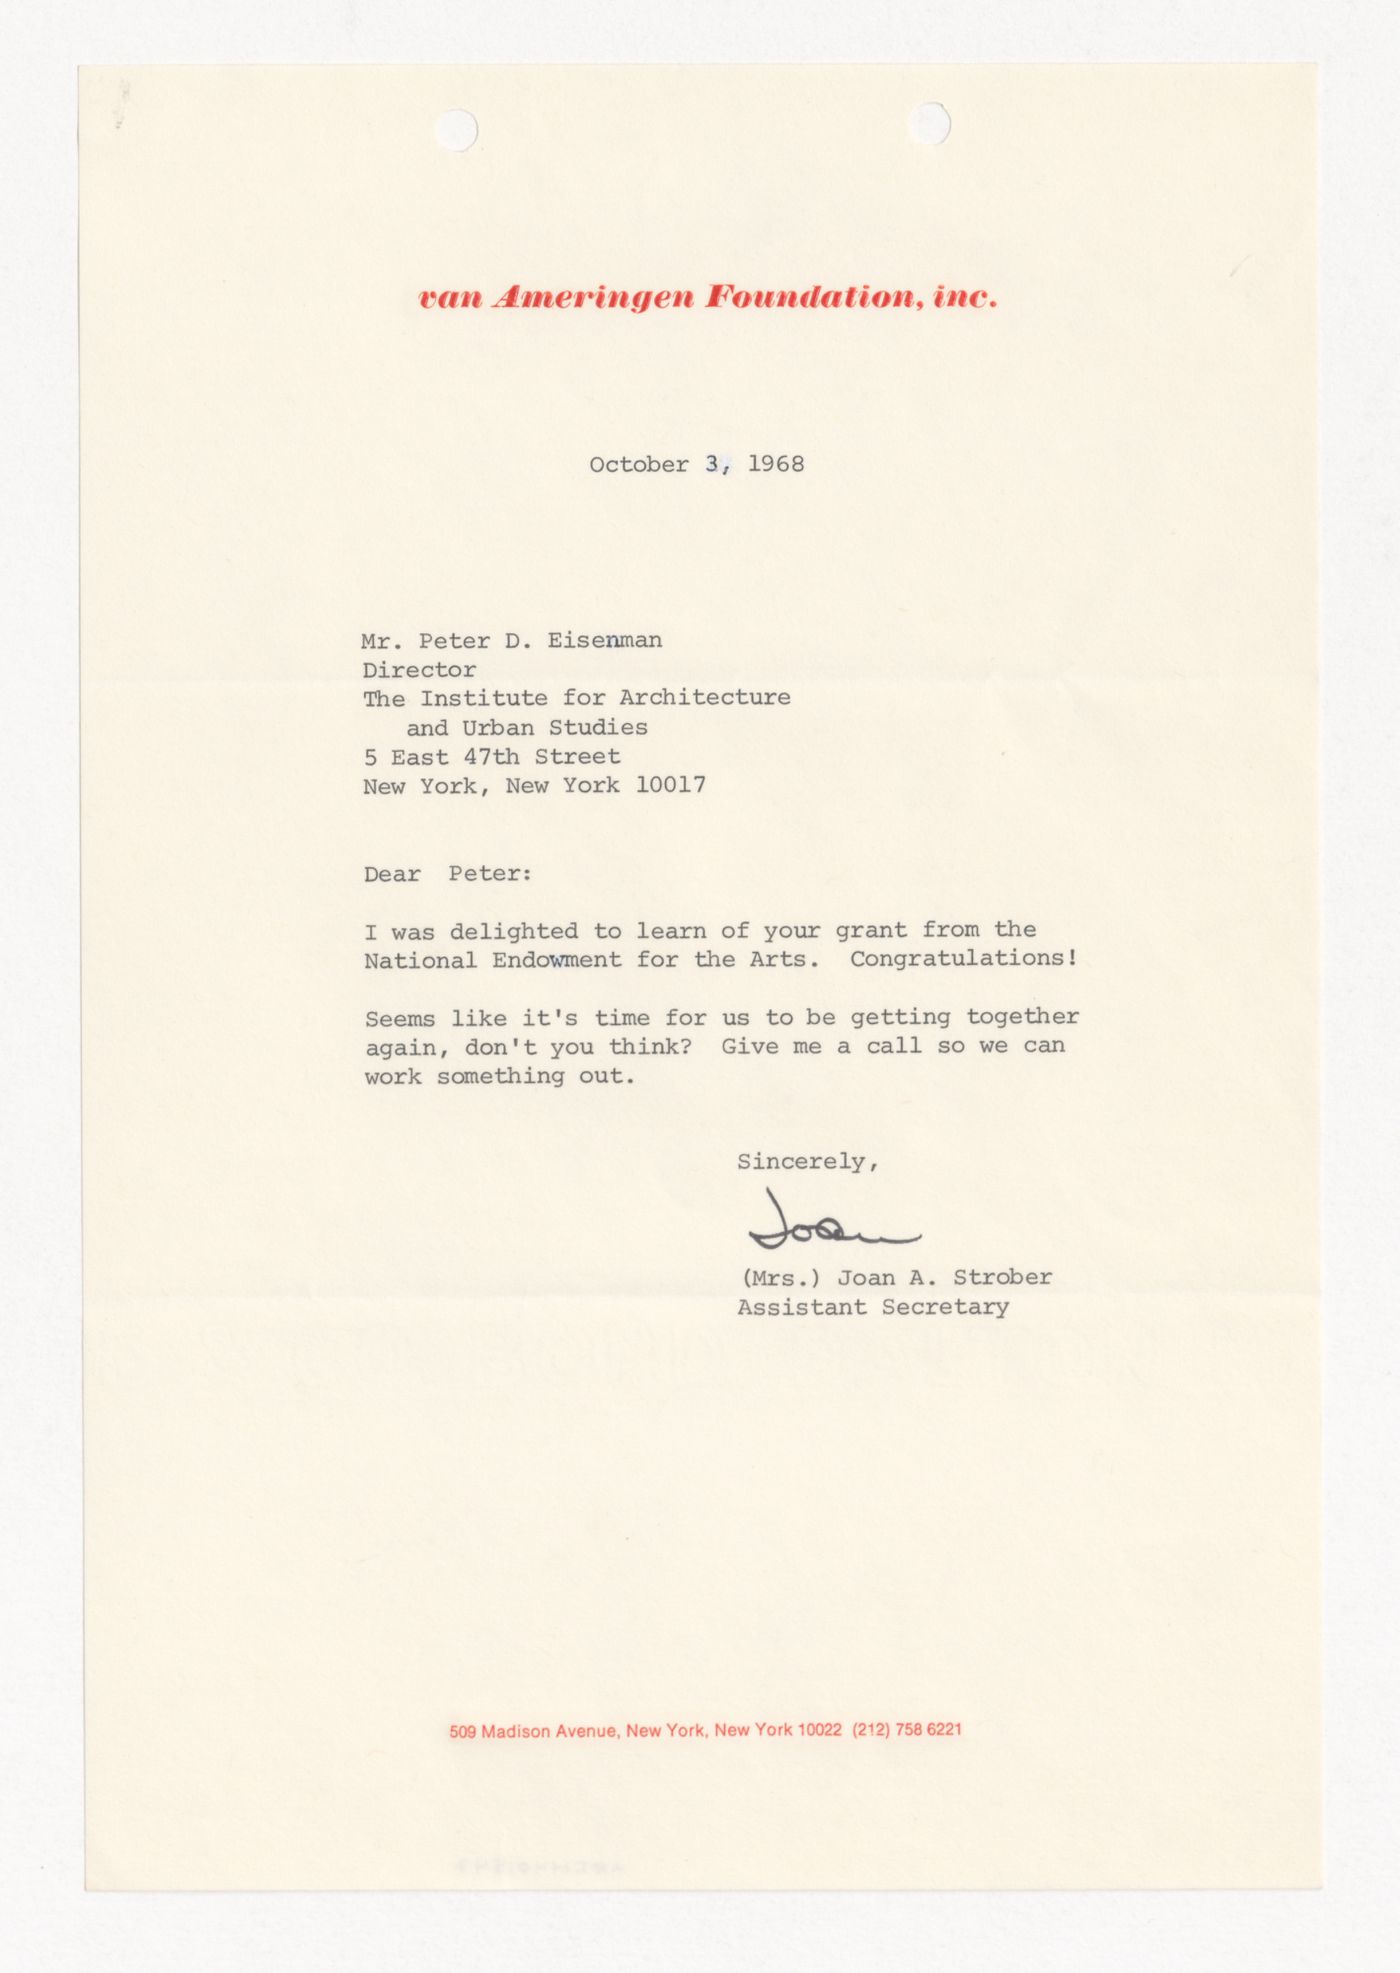 van Ameringen Foundation, inc.
October 3, 1968
Mr. Peter D. Eisenman
Director
The Institute for Architecture
and Urban Studies
5 East 47th Street
New York, New York 10017
Dear  Peter:
I was delighted to learn of your grant from the
National Endowment for the Arts.  Congratulations!
Seems like it's time for us to be getting together
again, don't you think?  Give me a call so we can
work something out.
Sincerely,
Joan
(Mrs.) Joan A. Strober
Assistant Secretary
509 Madison Avenue, New York, New York 10022  (212) 758 6221